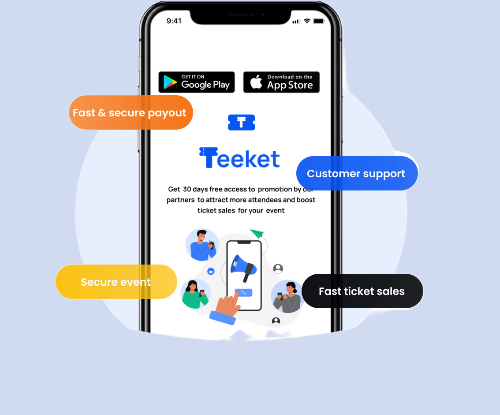 9:41
GET IT ON
Google Play
Download on the
App Store
Fast & secure payout
T
Teeket
Customer support
Get 30 days free access to promotion by our
partners to attract more attendees and boost
ticket sales for your event
Secure event
Fast ticket sales